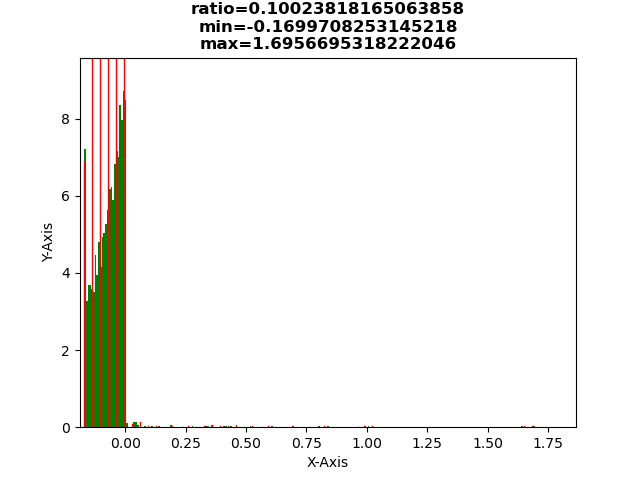 ratio=0.10023818165063858
min=-0.1699708253145218
max=1.6956695318222046
Y-Axis
8
6
4
2
0
0.00 0.25 0.50 0.75 1.00 1.25 1.50 1.75
X-Axis